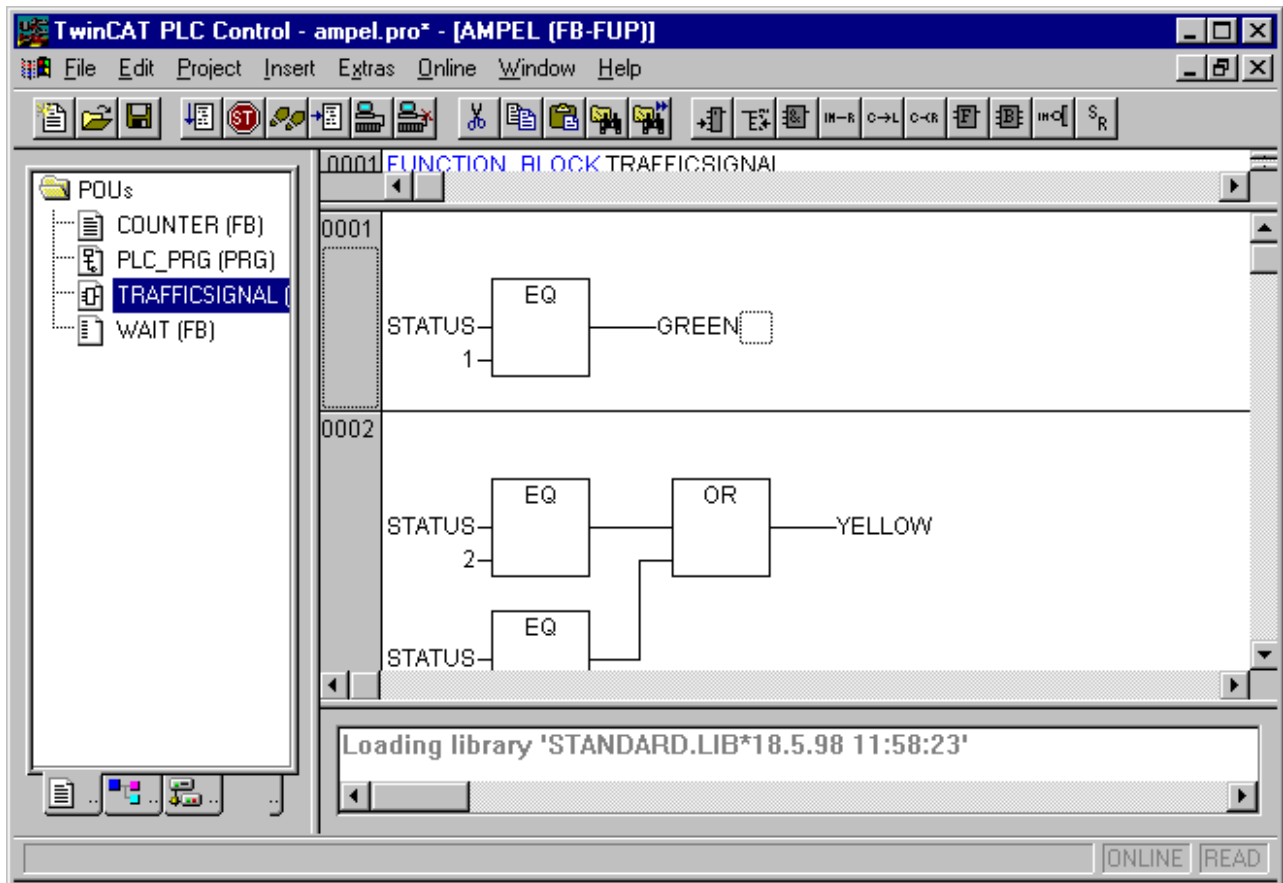 TwinCAT PLC Control - ampel.pro* - [AMPEL (FB-FUP)]
File Edit Project Insert Extras Online Window Help
POUs
COUNTER (FB)
PLC_PRG (PRG)
TRAFFICSIGNAL (
WAIT (FB)
0001 FUNCTION_BLOCK TRAFFICSIGNAL
0001
EQ
STATUS GREEN
1
0002
EQ OR
STATUS YELLOW
2
EQ
STATUS
Loading library 'STANDARD.LIB*18.5.98 11:58:23'
ONLINE READ